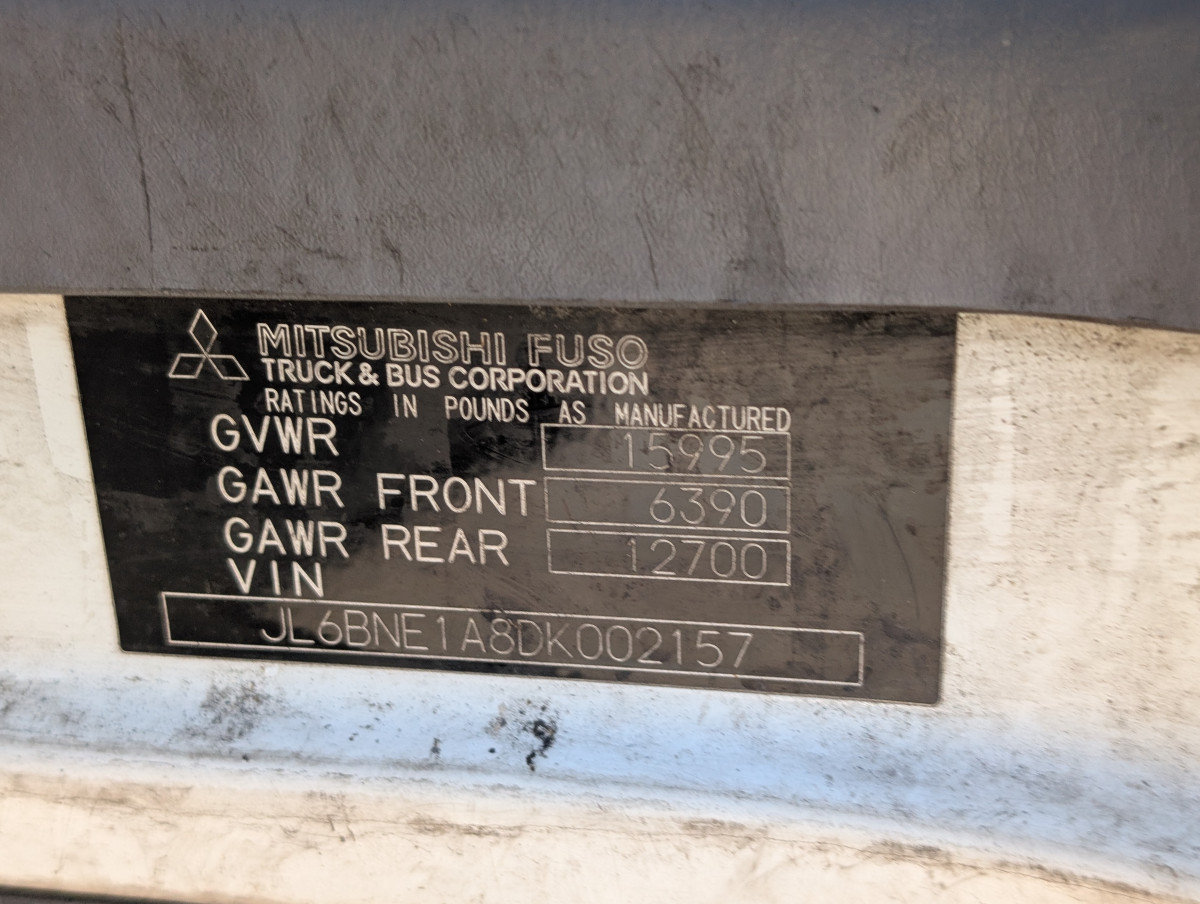 MITSUBISHI FUSO
TRUCK & BUS CORPORATION
RATINGS IN POUNDS AS MANUFACTURED
GVWR 15995
GAWR FRONT 6390
GAWR REAR 12700
VIN
JL6BNE1A8DK002157